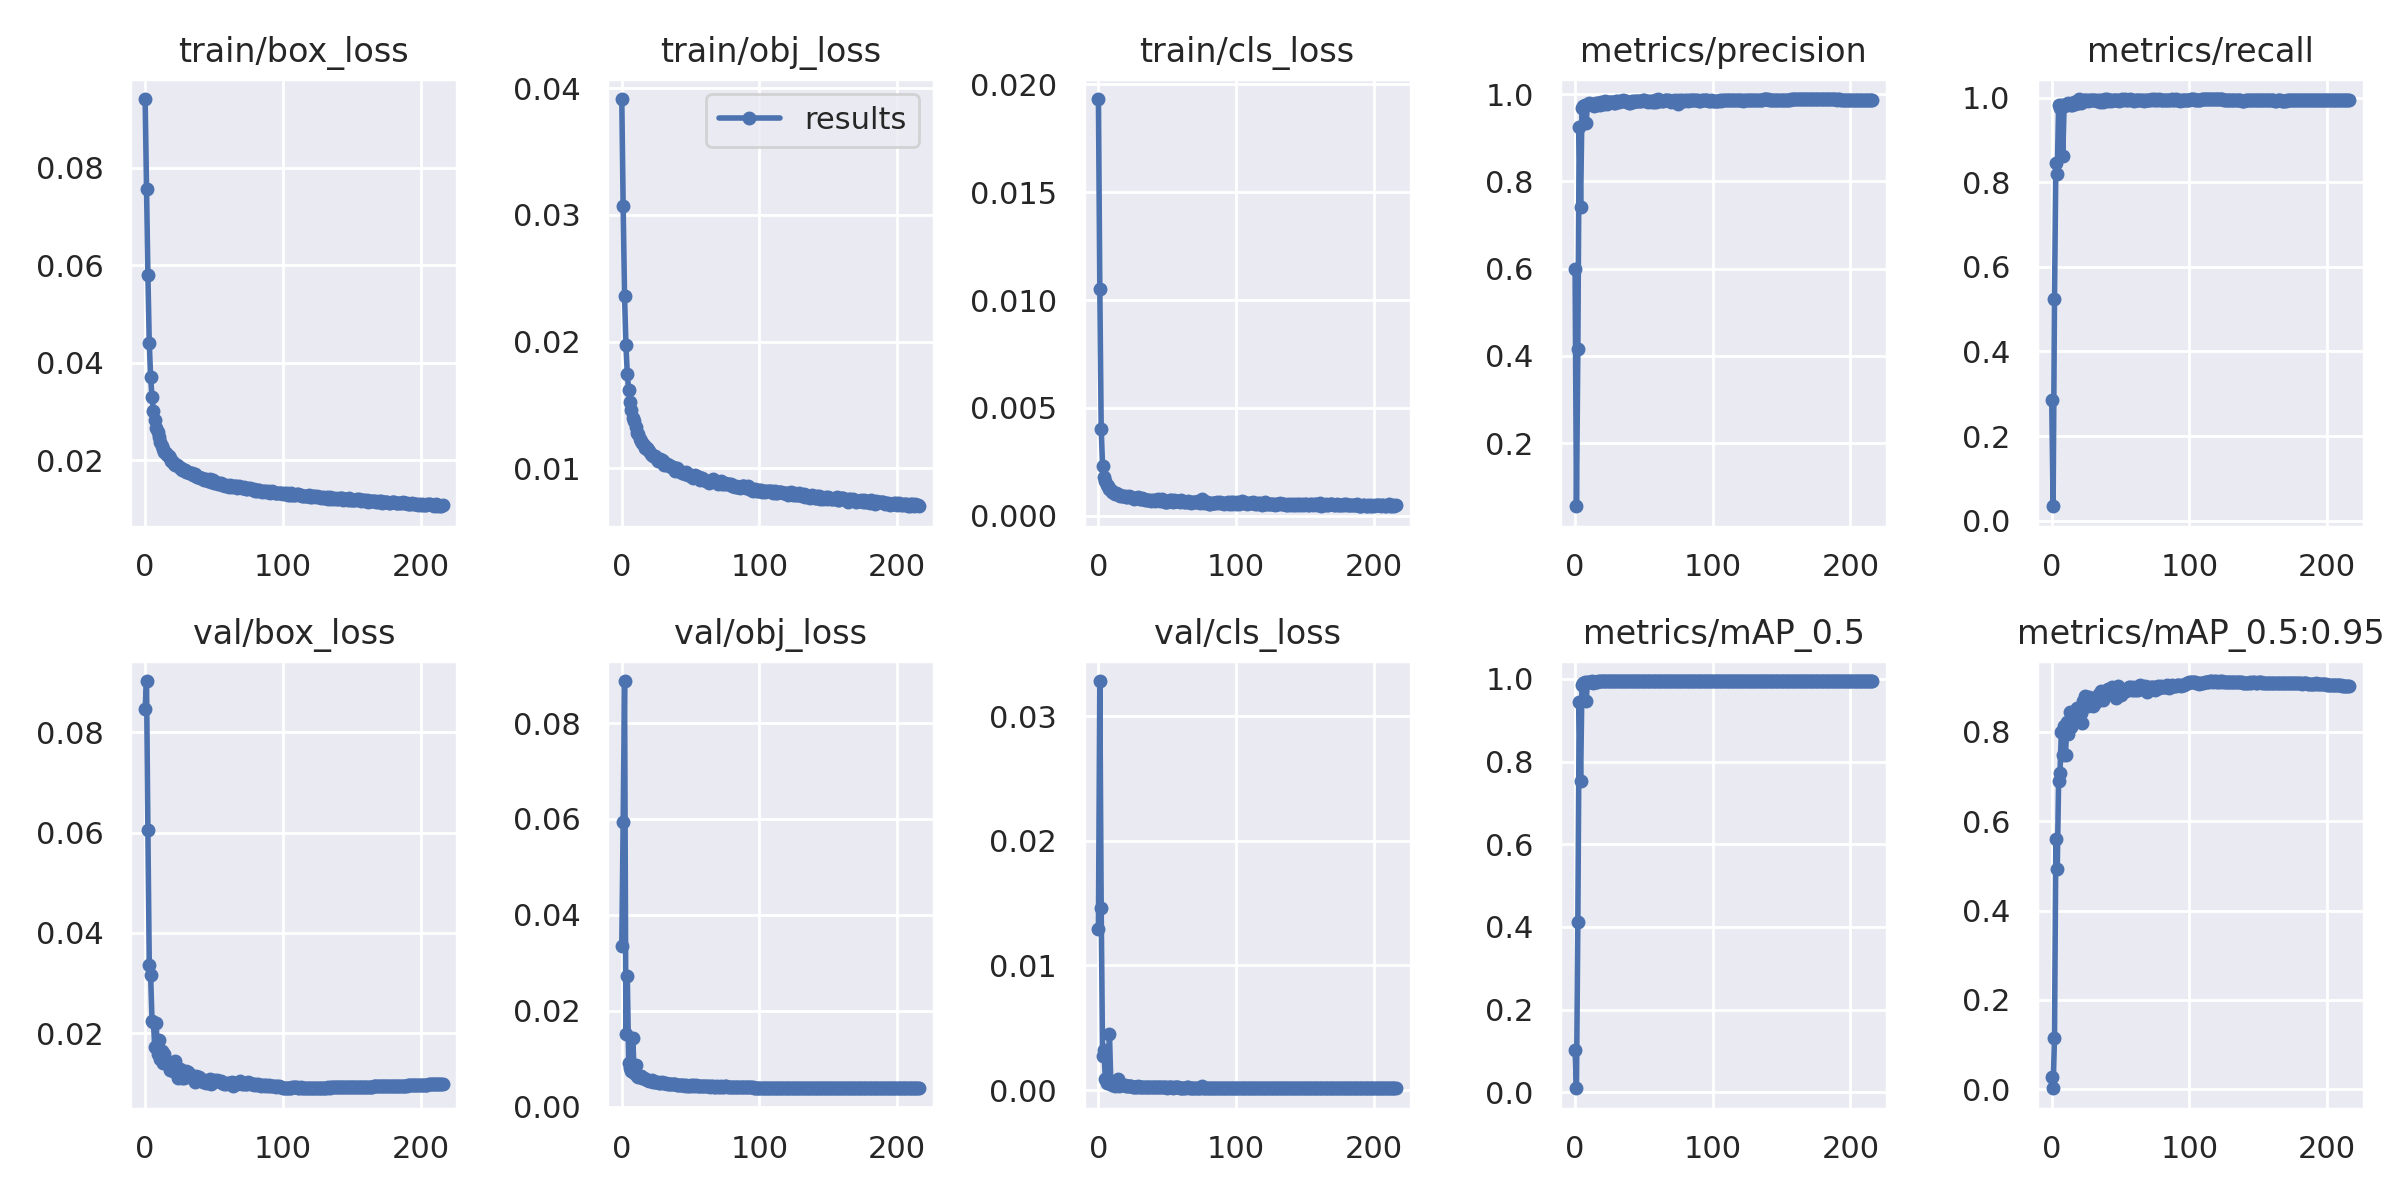 train/box_loss
0.08
0.06
0.04
0.02
0 100 200
train/obj_loss
results
0.04
0.03
0.02
0.01
0 100 200
train/cls_loss
0.020
0.015
0.010
0.005
0.000
0 100 200
metrics/precision
1.0
0.8
0.6
0.4
0.2
0 100 200
metrics/recall
1.0
0.8
0.6
0.4
0.2
0.0
0 100 200
val/box_loss
0.08
0.06
0.04
0.02
0 100 200
val/obj_loss
0.08
0.06
0.04
0.02
0.00
0 100 200
val/cls_loss
0.03
0.02
0.01
0.00
0 100 200
metrics/mAP_0.5
1.0
0.8
0.6
0.4
0.2
0.0
0 100 200
metrics/mAP_0.5:0.95
0.8
0.6
0.4
0.2
0.0
0 100 200